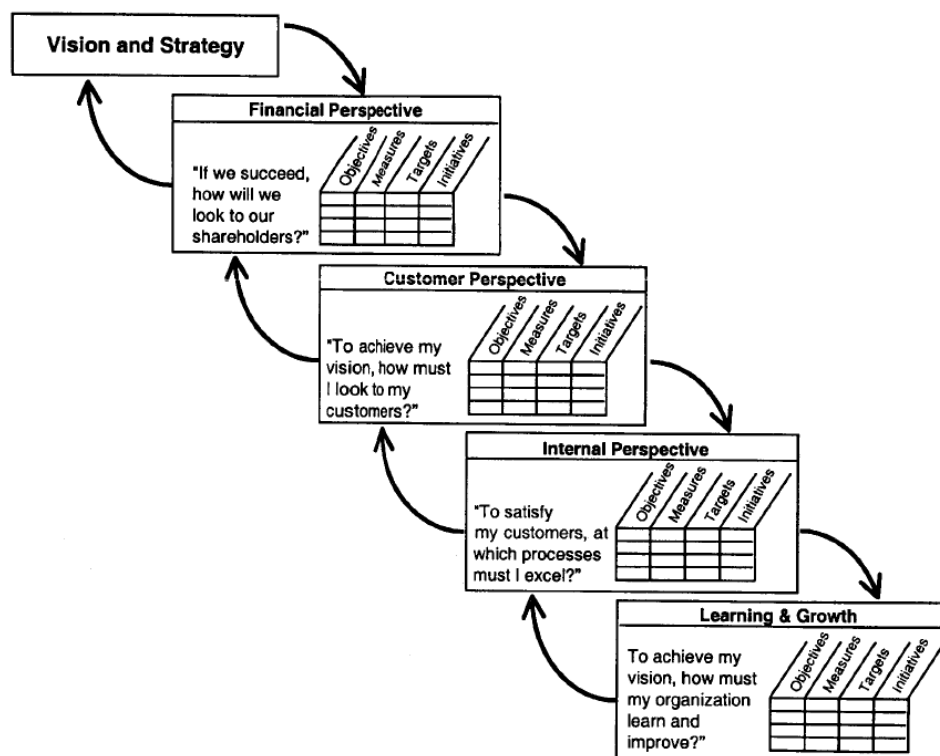 Vision and Strategy
Financial Perspective
Objectives
Measures
Targets
Initiatives
"If we succeed,
how will we
look to our
shareholders?"
Customer Perspective
Objectives
Measures
Targets
Initiatives
"To achieve my
vision, how must
I look to my
customers?"
Internal Perspective
Objectives
Measures
Targets
Initiatives
"To satisfy
my customers, at
which processes
must I excel?"
Learning & Growth
Objectives
Measures
Targets
Initiatives
To achieve my
vision, how must
my organization
learn and
improve?"